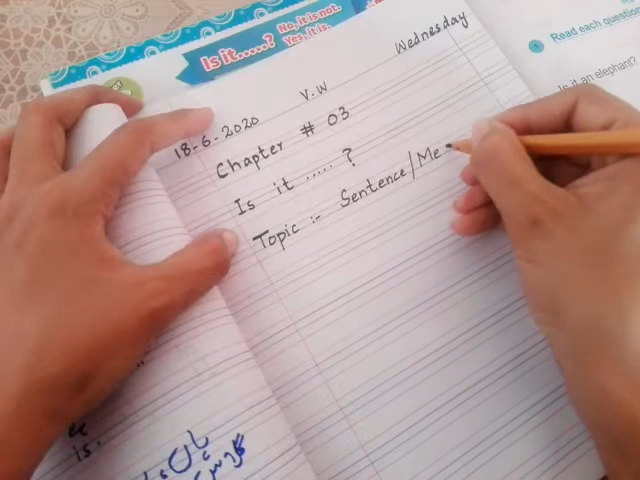 Is it.....? No, it is not.
Yes, it is.
Read each question
Is it an elephant?
Wednesday
V.W
18-6-2020
Chapter # 03
Is it ..... ?
Topic :- Sentence/Me
is.